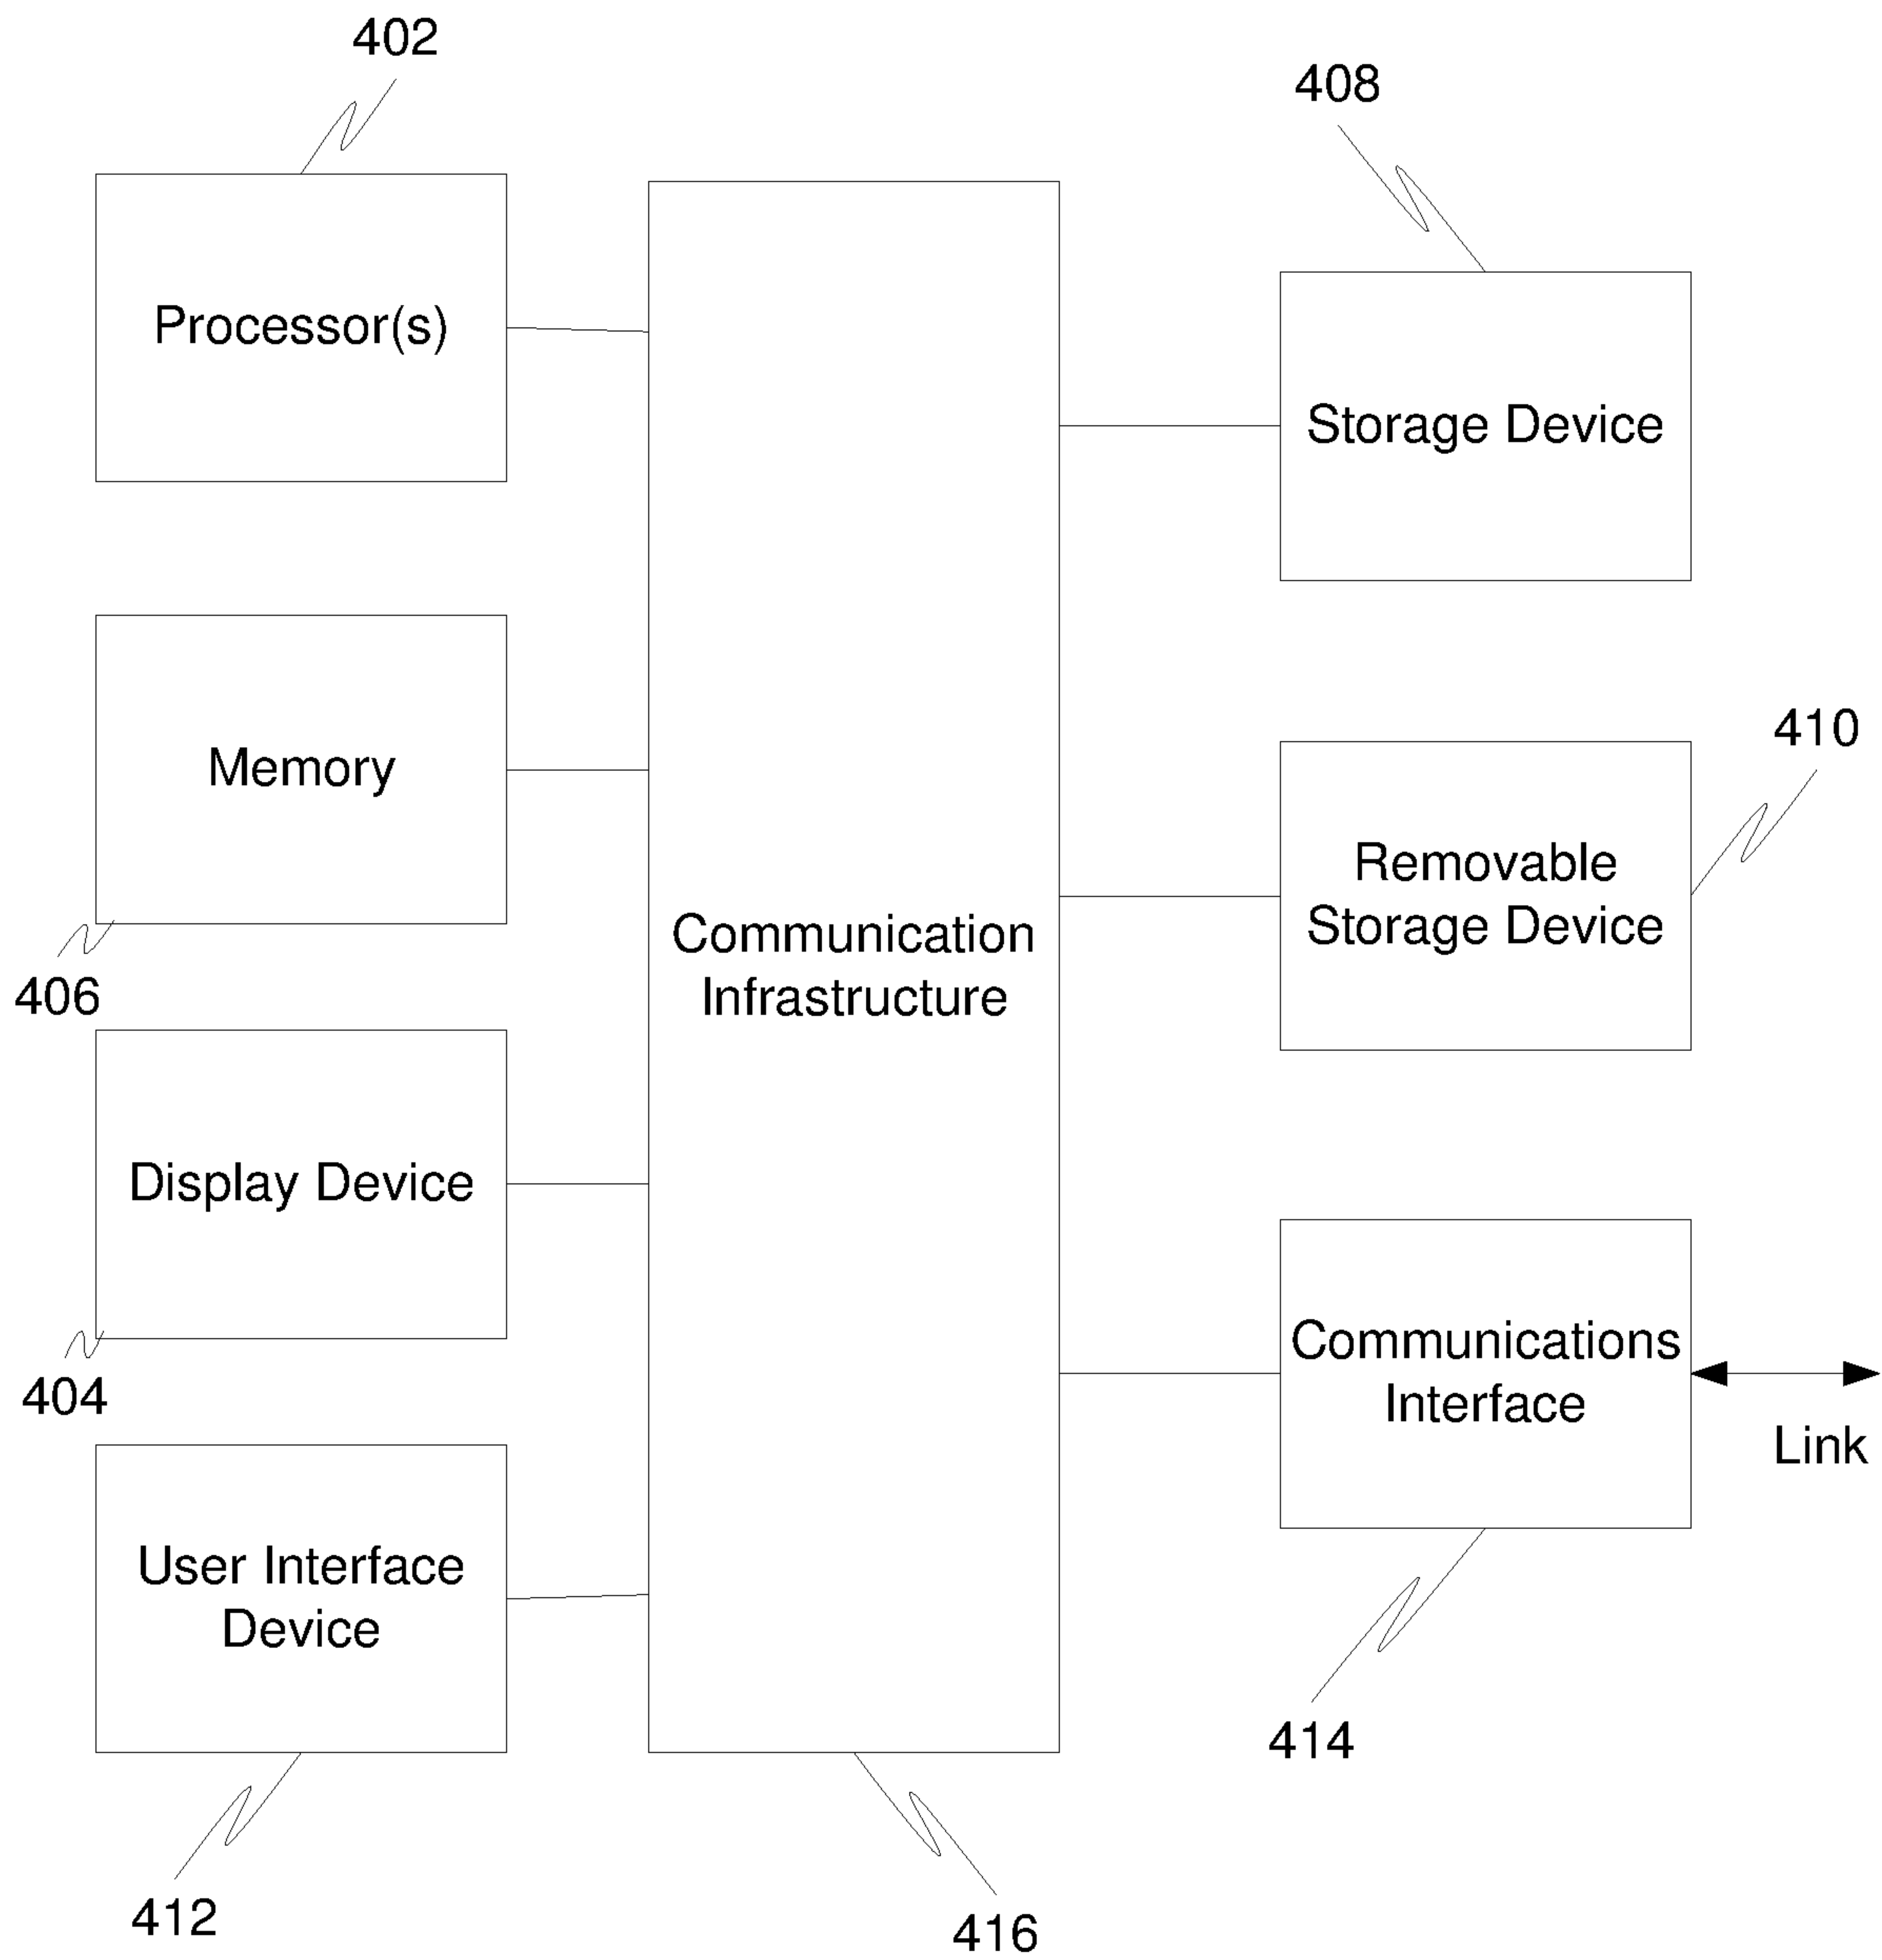 402
408
Processor(s)
Storage Device
410
Memory
Removable
Storage Device
Communication
Infrastructure
406
Display Device
Communications
Interface
404
Link
User Interface
Device
414
412
416